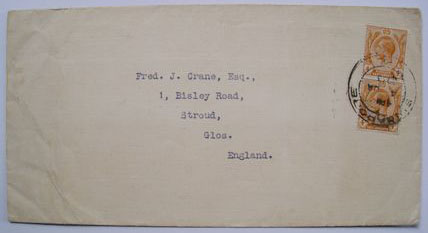 Fred. J. Crane, Esq.,
1, Bisley Road,
Stroud,
Glos.
England.